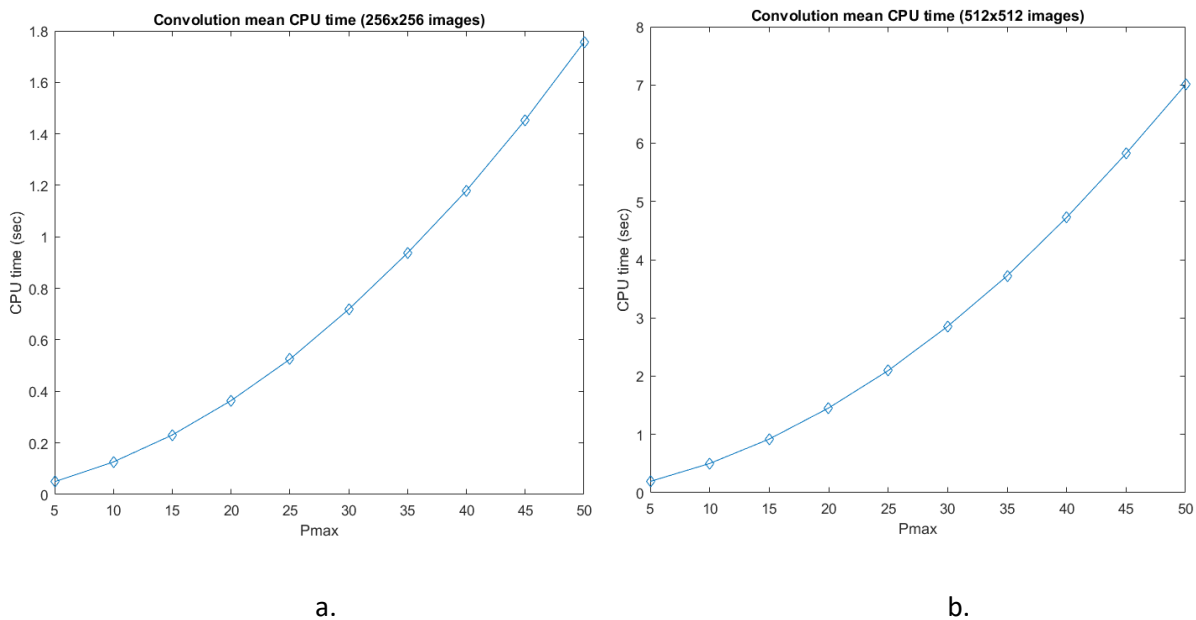 Convolution mean CPU time (256x256 images)
1.8
1.6
1.4
1.2
1
0.8
0.6
0.4
0.2
0
CPU time (sec)
5 10 15 20 25 30 35 40 45 50
Pmax
a.
Convolution mean CPU time (512x512 images)
8
7
6
5
4
3
2
1
0
CPU time (sec)
5 10 15 20 25 30 35 40 45 50
Pmax
b.